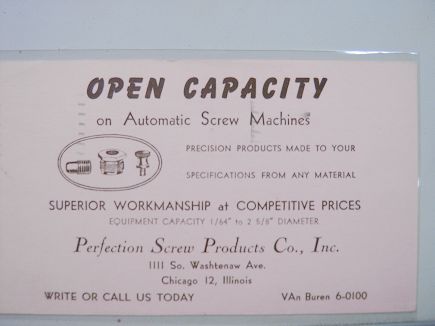 OPEN CAPACITY
on Automatic Screw Machines
PRECISION PRODUCTS MADE TO YOUR
SPECIFICATIONS FROM ANY MATERIAL
SUPERIOR WORKMANSHIP at COMPETITIVE PRICES
EQUIPMENT CAPACITY 1/64" to 2 5/8" DIAMETER
Perfection Screw Products Co., Inc.
1111 So. Washtenaw Ave.
Chicago 12, Illinois
WRITE OR CALL US TODAY VAn Buren 6-0100